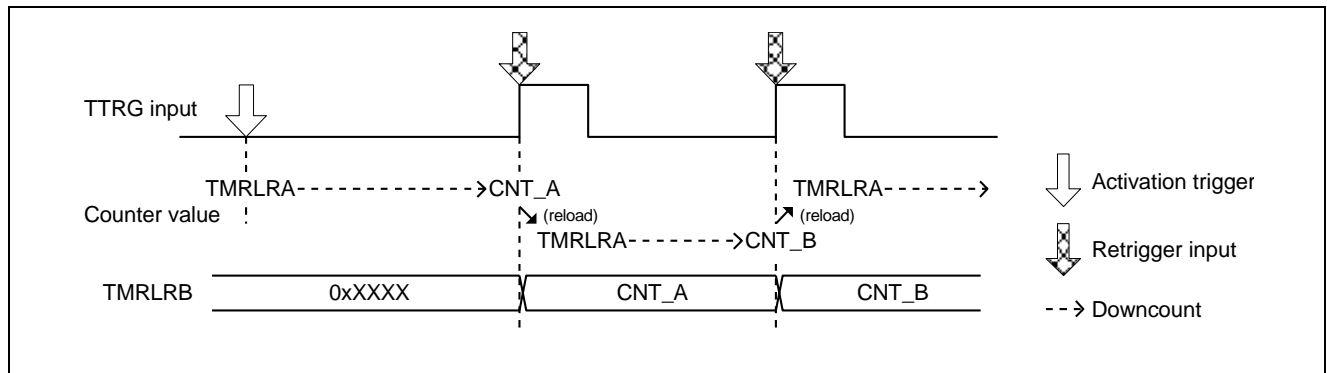 TTRG input
TMRLRA
CNT_A
TMRLRA
Counter value
(reload)
(reload)
TMRLRA
CNT_B
TMRLRB
0xXXXX
CNT_A
CNT_B
Activation trigger
Retrigger input
Downcount